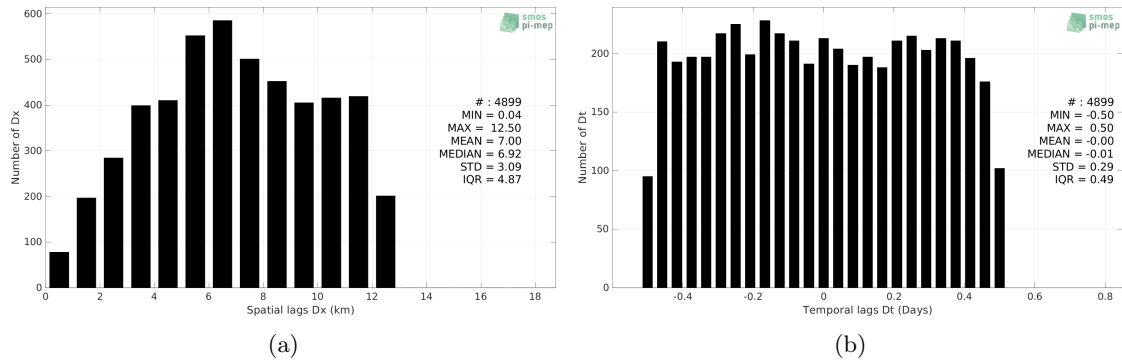 600
500
400
300
200
100
0
Number of Dx
0 2 4 6 8 10 12 14 16 18
Spatial lags Dx (km)
smos
pi-mep
# : 4899
MIN = 0.04
MAX = 12.50
MEAN = 7.00
MEDIAN = 6.92
STD = 3.09
IQR = 4.87
(a)
200
150
100
50
0
Number of Dt
-0.4 -0.2 0 0.2 0.4 0.6 0.8
Temporal lags Dt (Days)
smos
pi-mep
# : 4899
MIN = -0.50
MAX = 0.50
MEAN = -0.00
MEDIAN = -0.01
STD = 0.29
IQR = 0.49
(b)